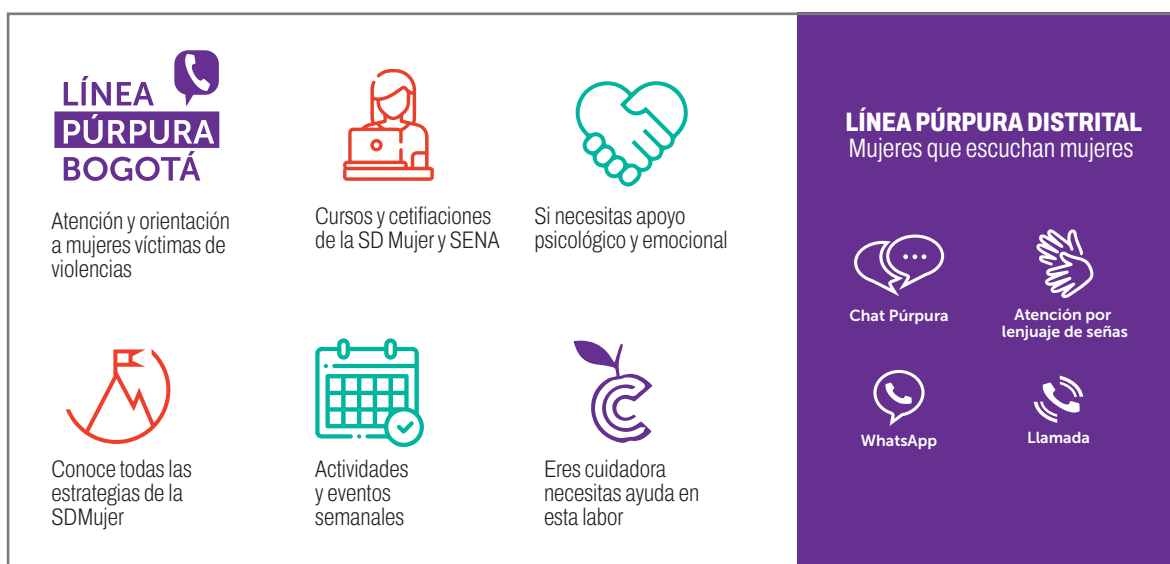 LÍNEA
PÚRPURA
BOGOTÁ
Atención y orientación
a mujeres víctimas de
violencias
Cursos y cetifiaciones
de la SD Mujer y SENA
Si necesitas apoyo
psicológico y emocional
Conoce todas las
estrategias de la
SDMujer
Actividades
y eventos
semanales
Eres cuidadora
necesitas ayuda en
esta labor
LÍNEA PÚRPURA DISTRITAL
Mujeres que escuchan mujeres
Chat Púrpura
Atención por
lenjuaje de señas
WhatsApp
Llamada